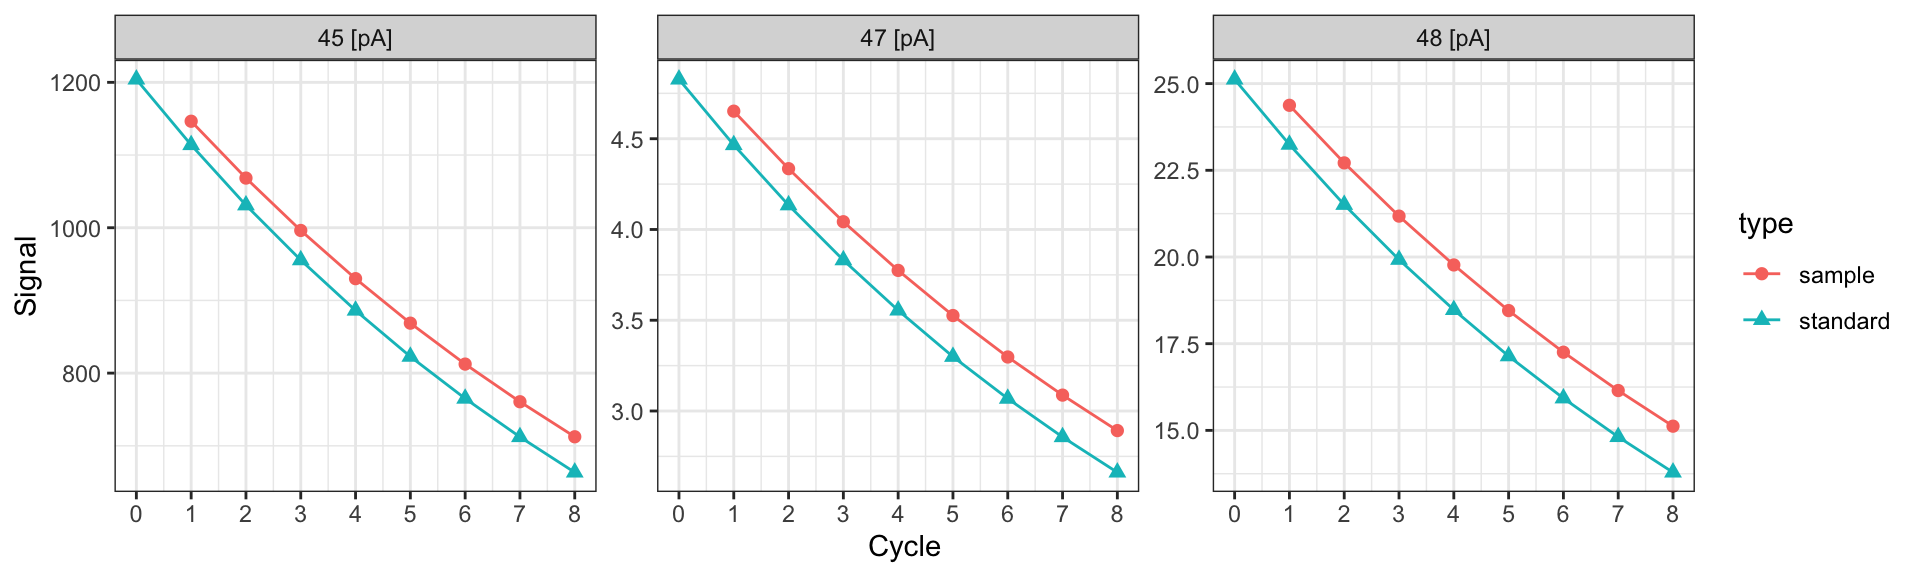 45 [pA]
47 [pA]
48 [pA]
Signal
1200
1000
800
0 1 2 3 4 5 6 7 8
4.5
4.0
3.5
3.0
0 1 2 3 4 5 6 7 8
25.0
22.5
20.0
17.5
15.0
0 1 2 3 4 5 6 7 8
Cycle
type
sample
standard